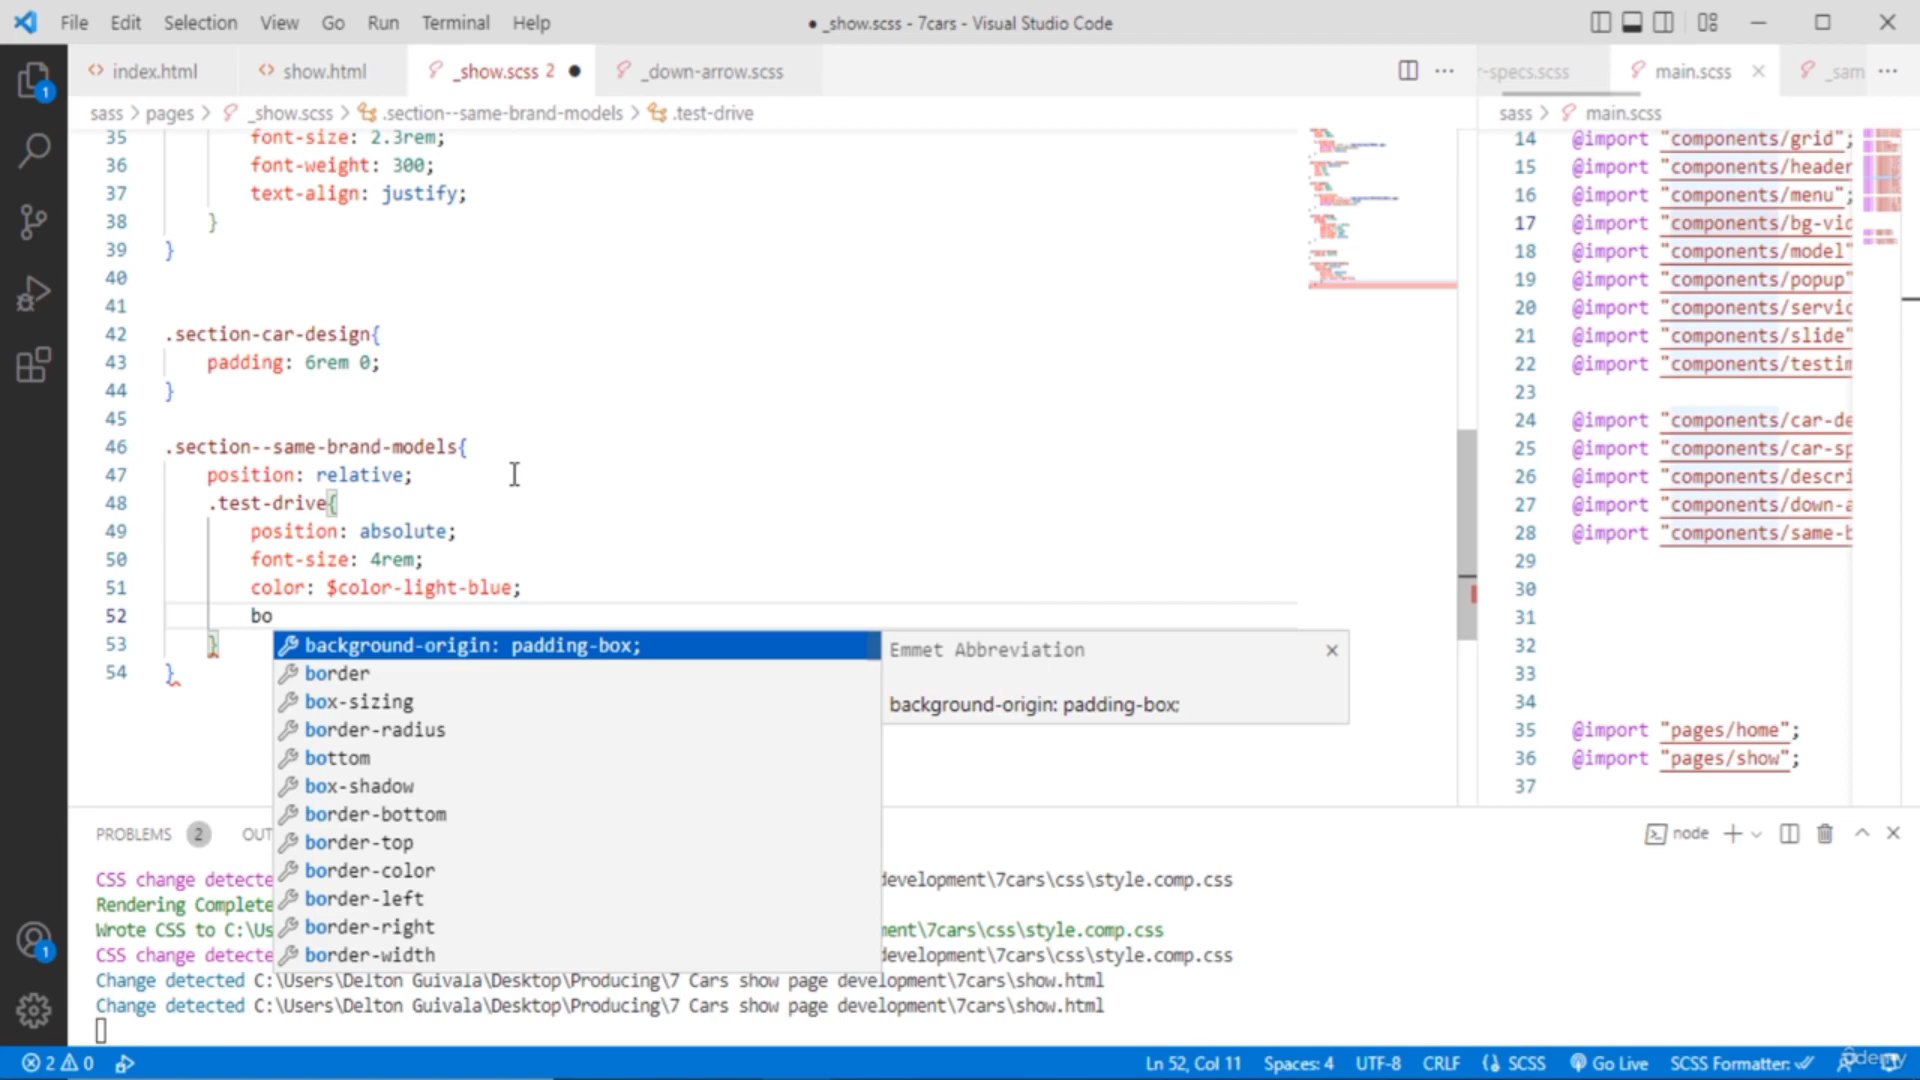 File Edit Selection View Go Run Terminal Help
● _show.scss - 7cars - Visual Studio Code
index.html
show.html
_show.scss 2 ●
_down-arrow.scss
-specs.scss
main.scss
_sam
sass > pages > _show.scss > .section--same-brand-models > .test-drive
sass > main.scss
35 font-size: 2.3rem;
36 font-weight: 300;
37 text-align: justify;
38 }
39 }
40
41
42 .section-car-design{
43 padding: 6rem 0;
44 }
45
46 .section--same-brand-models{
47 position: relative;
48 .test-drive{
49 position: absolute;
50 font-size: 4rem;
51 color: $color-light-blue;
52 bo
53 }
54 }
background-origin: padding-box;
border
box-sizing
border-radius
bottom
box-shadow
border-bottom
border-top
border-color
border-left
border-right
border-width
Emmet Abbreviation
background-origin: padding-box;
14 @import "components/grid";
15 @import "components/header
16 @import "components/menu";
17 @import "components/bg-vid
18 @import "components/model"
19 @import "components/popup"
20 @import "components/servic
21 @import "components/slide"
22 @import "components/testim
23
24 @import "components/car-de
25 @import "components/car-sp
26 @import "components/descri
27 @import "components/down-a
28 @import "components/same-b
29
30
31
32
33
34
35 @import "pages/home";
36 @import "pages/show";
37
PROBLEMS 2 OUT
node
CSS change detecte development\7cars\css\style.comp.css
Rendering Complete
Wrote CSS to C:\Us ment\7cars\css\style.comp.css
CSS change detecte development\7cars\css\style.comp.css
Change detected C:\Users\Delton Guivala\Desktop\Producing\7 Cars show page development\7cars\show.html
Change detected C:\Users\Delton Guivala\Desktop\Producing\7 Cars show page development\7cars\show.html
1
1
2 0
Ln 52, Col 11 Spaces: 4 UTF-8 CRLF SCSS Go Live SCSS Formatter:
Udemy